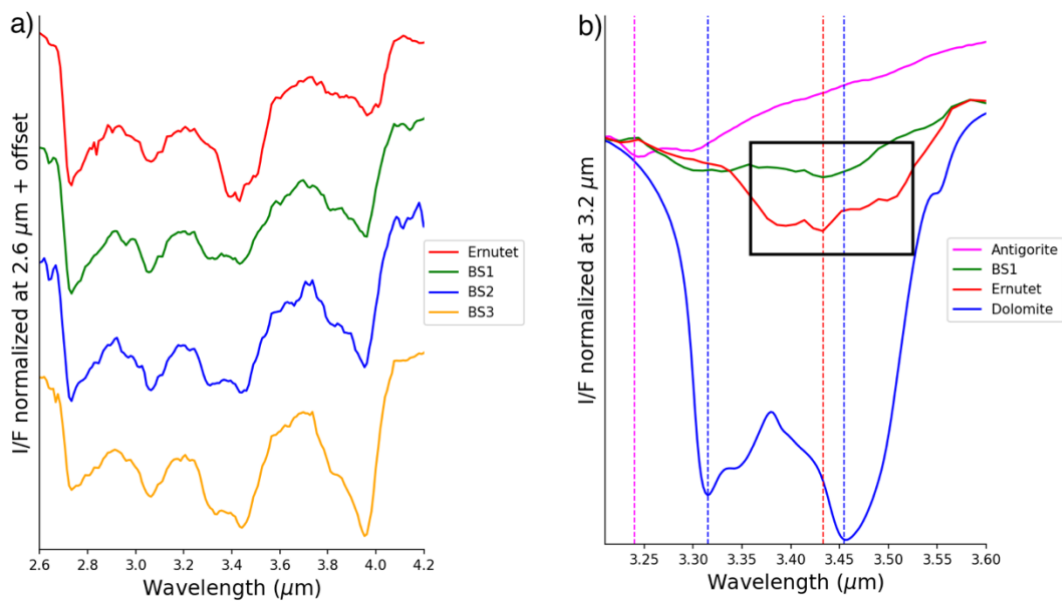 a)
I/F normalized at 2.6 μm + offset
Ernutet
BS1
BS2
BS3
2.6 2.8 3.0 3.2 3.4 3.6 3.8 4.0 4.2
Wavelength (μm)
b)
I/F normalized at 3.2 μm
Antigorite
BS1
Ernutet
Dolomite
3.25 3.30 3.35 3.40 3.45 3.50 3.55 3.60
Wavelength (μm)